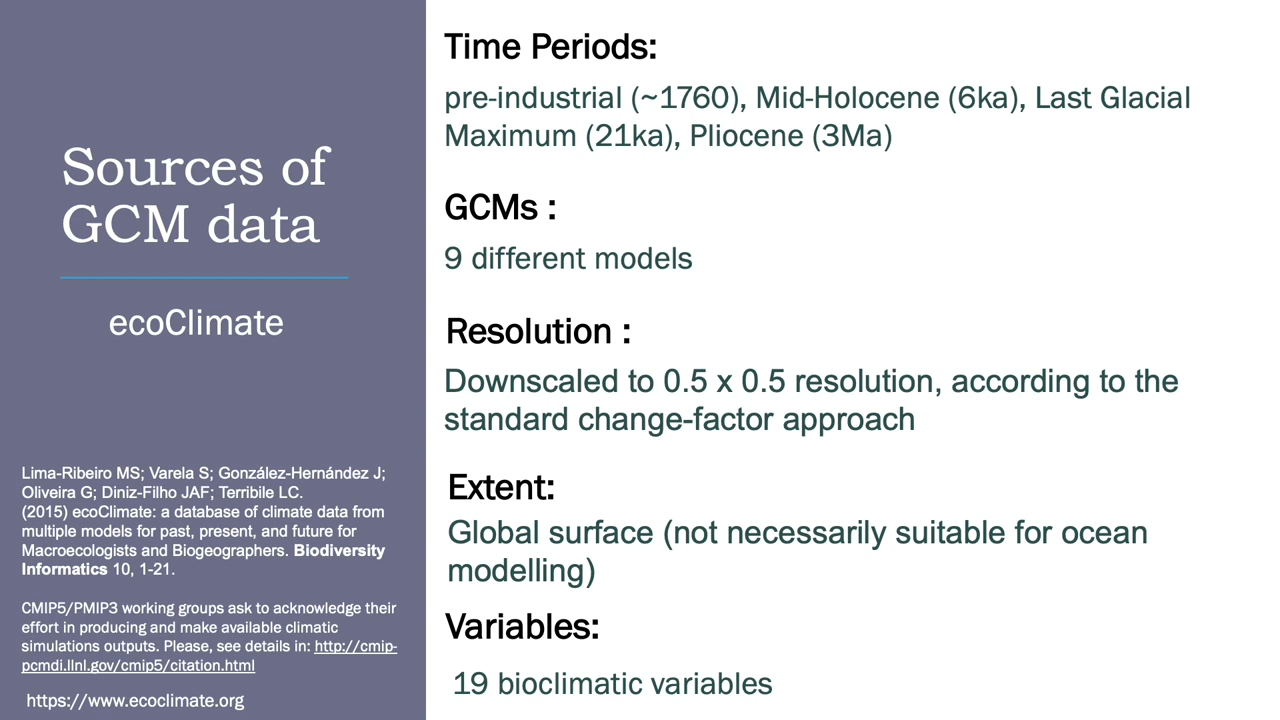 Sources of
GCM data
ecoClimate
Lima-Ribeiro MS; Varela S; González-Hernández J;
Oliveira G; Diniz-Filho JAF; Terribile LC.
(2015) ecoClimate: a database of climate data from
multiple models for past, present, and future for
Macroecologists and Biogeographers. Biodiversity
Informatics 10, 1-21.
CMIP5/PMIP3 working groups ask to acknowledge their
effort in producing and make available climatic
simulations outputs. Please, see details in: http://cmip-
pcmdi.llnl.gov/cmip5/citation.html
https://www.ecoclimate.org
Time Periods:
pre-industrial (~1760), Mid-Holocene (6ka), Last Glacial
Maximum (21ka), Pliocene (3Ma)
GCMs :
9 different models
Resolution :
Downscaled to 0.5 x 0.5 resolution, according to the
standard change-factor approach
Extent:
Global surface (not necessarily suitable for ocean
modelling)
Variables:
19 bioclimatic variables